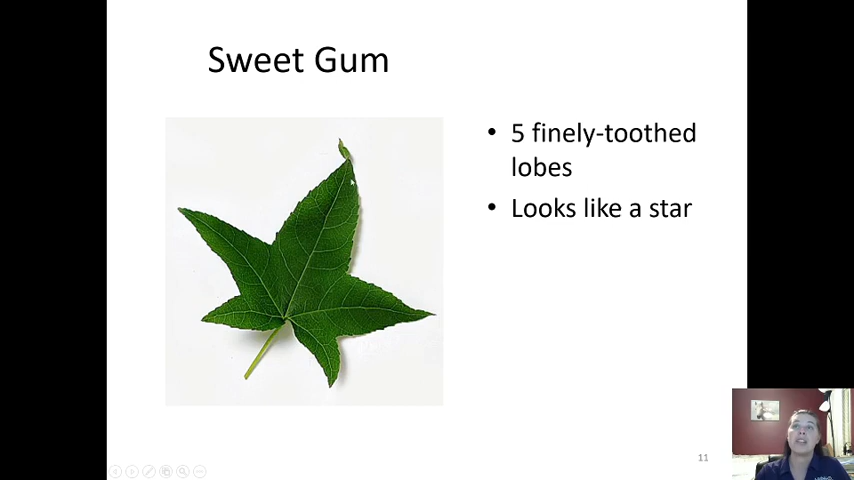 Sweet Gum
• 5 finely-toothed
lobes
• Looks like a star
11